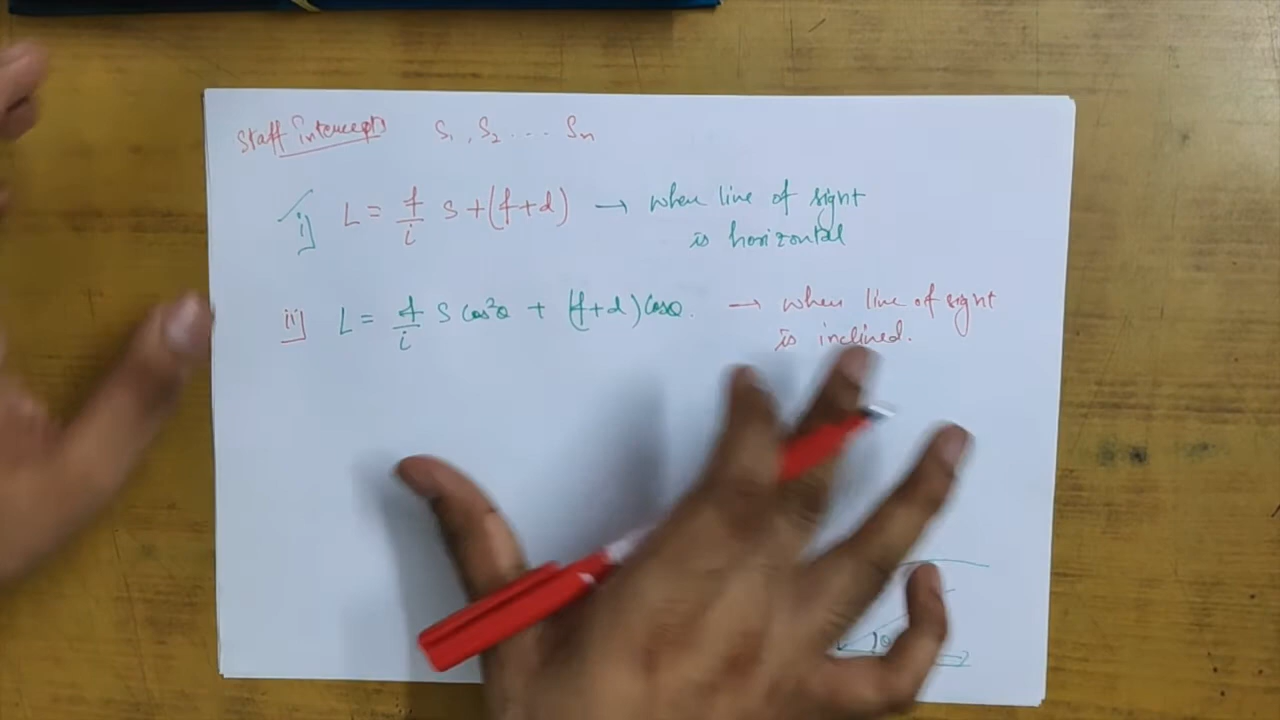 Staff intercepts S₁, S₂ .... Sₙ
i] L = f/i S + (f+d) → when line of sight
is horizontal
ii] L = f/i S cos²θ + (f+d) cosθ. → when line of sight
is inclined.
θ